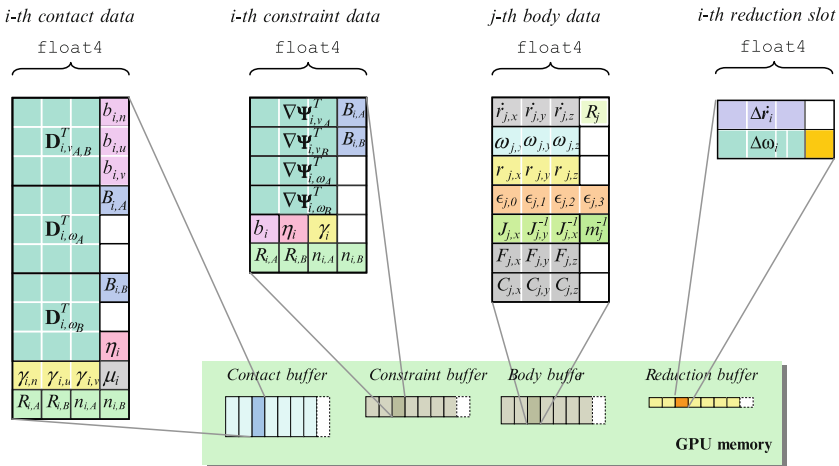 i-th contact data
i-th constraint data
j-th body data
i-th reduction slot
float4
float4
float4
float4
D^T_{i,v_{A,B}} b_{i,n}
b_{i,u}
b_{i,v}
D^T_{i,ω_A} B_{i,A}
D^T_{i,ω_B} B_{i,B}
η_i
γ_{i,n} γ_{i,u} γ_{i,v} μ_i
R_{i,A} R_{i,B} n_{i,A} n_{i,B}
∇Ψ^T_{i,v_A} B_{i,A}
∇Ψ^T_{i,v_B} B_{i,B}
∇Ψ^T_{i,ω_A}
∇Ψ^T_{i,ω_B}
b_i η_i γ_i
R_{i,A} R_{i,B} n_{i,A} n_{i,B}
ṙ_{j,x} ṙ_{j,y} ṙ_{j,z} R_j
ω_{j,} ω_{j,y} ω_{j,z}
r_{j,x} r_{j,y} r_{j,z}
ϵ_{j,0} ϵ_{j,1} ϵ_{j,2} ϵ_{j,3}
J_{j,x} J^{-1}_{j,y} J^{-1}_{j,x} m^{-1}_j
F_{j,x} F_{j,y} F_{j,z}
C_{j,x} C_{j,y} C_{j,z}
Δṙ_i
Δω_i
Contact buffer
Constraint buffer
Body buffer
Reduction buffer
GPU memory